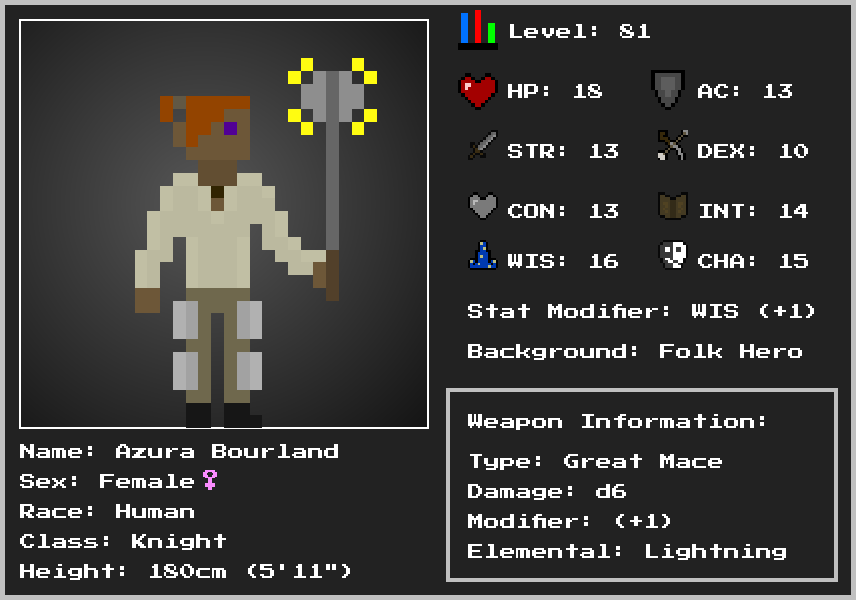 Level: 81
HP: 18
AC: 13
STR: 13
DEX: 10
CON: 13
INT: 14
WIS: 16
CHA: 15
Stat Modifier: WIS (+1)
Background: Folk Hero
Weapon Information:
Type: Great Mace
Damage: d6
Modifier: (+1)
Elemental: Lightning
Name: Azura Bourland
Sex: Female♀
Race: Human
Class: Knight
Height: 180cm (5'11")